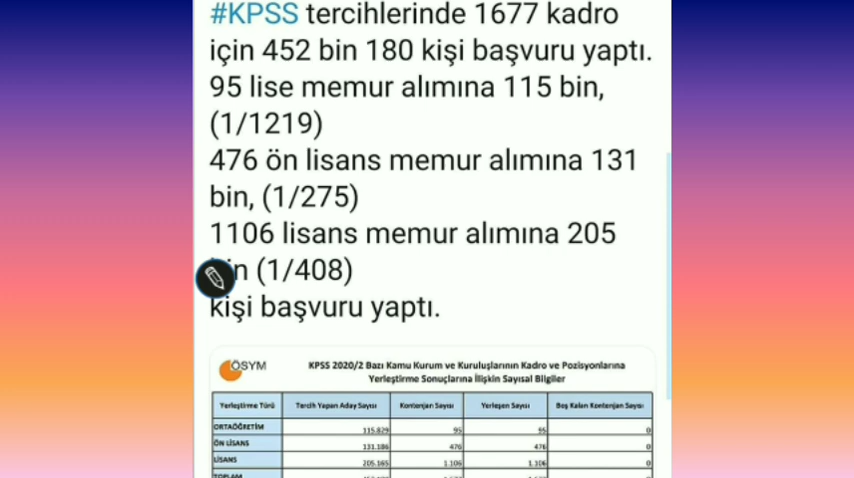 #KPSS tercihlerinde 1677 kadro
için 452 bin 180 kişi başvuru yaptı.
95 lise memur alımına 115 bin,
(1/1219)
476 ön lisans memur alımına 131
bin, (1/275)
1106 lisans memur alımına 205
(1/408)
kişi başvuru yaptı.
ÖSYM
KPSS 2020/2 Bazı Kamu Kurum ve Kuruluşlarının Kadro ve Pozisyonlarına
Yerleştirme Sonuçlarına İlişkin Sayısal Bilgiler
Yerleştirme Türü Tercih Yapan Aday Sayısı Kontenjan Sayısı Yerleşen Sayısı Boş Kalan Kontenjan Sayısı
ORTAÖĞRETİM 115.829 95 95 0
ÖN LİSANS 131.186 476 476 0
LİSANS 205.165 1.106 1.106 0
TOPLAM